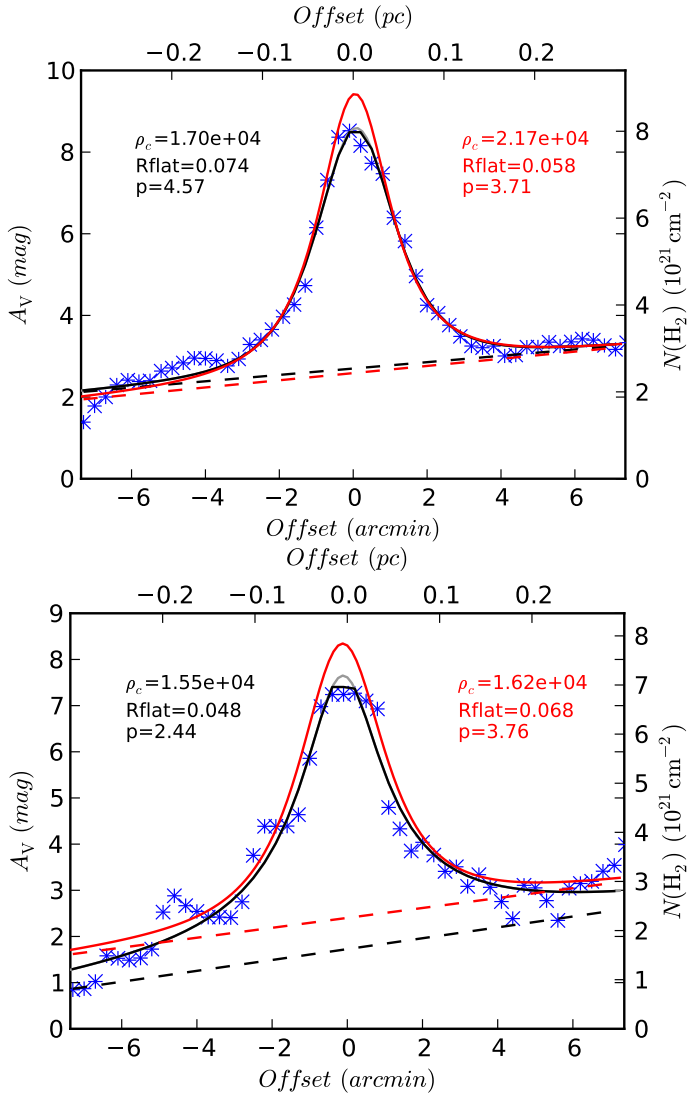 Offset (pc)
−0.2 −0.1 0.0 0.1 0.2
10
8
6
4
2
0
A_V (mag)
ρ_c=1.70e+04
Rflat=0.074
p=4.57
ρ_c=2.17e+04
Rflat=0.058
p=3.71
8
6
4
2
0
N(H₂) (10²¹ cm⁻²)
−6 −4 −2 0 2 4 6
Offset (arcmin)
Offset (pc)
−0.2 −0.1 0.0 0.1 0.2
9
8
7
6
5
4
3
2
1
0
A_V (mag)
ρ_c=1.55e+04
Rflat=0.048
p=2.44
ρ_c=1.62e+04
Rflat=0.068
p=3.76
8
7
6
5
4
3
2
1
0
N(H₂) (10²¹ cm⁻²)
−6 −4 −2 0 2 4 6
Offset (arcmin)